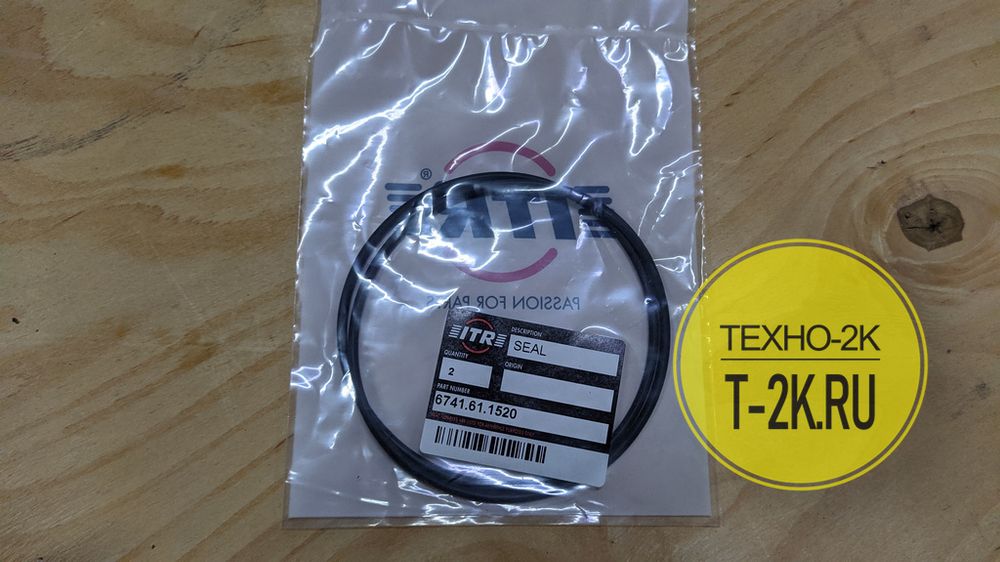 ITR
®
PASSION FOR PARTS
ITR
DESCRIPTION
SEAL
QUANTITY
2
ORIGIN
PART NUMBER
6741.61.1520
ТЕХНО-2К
T-2K.RU